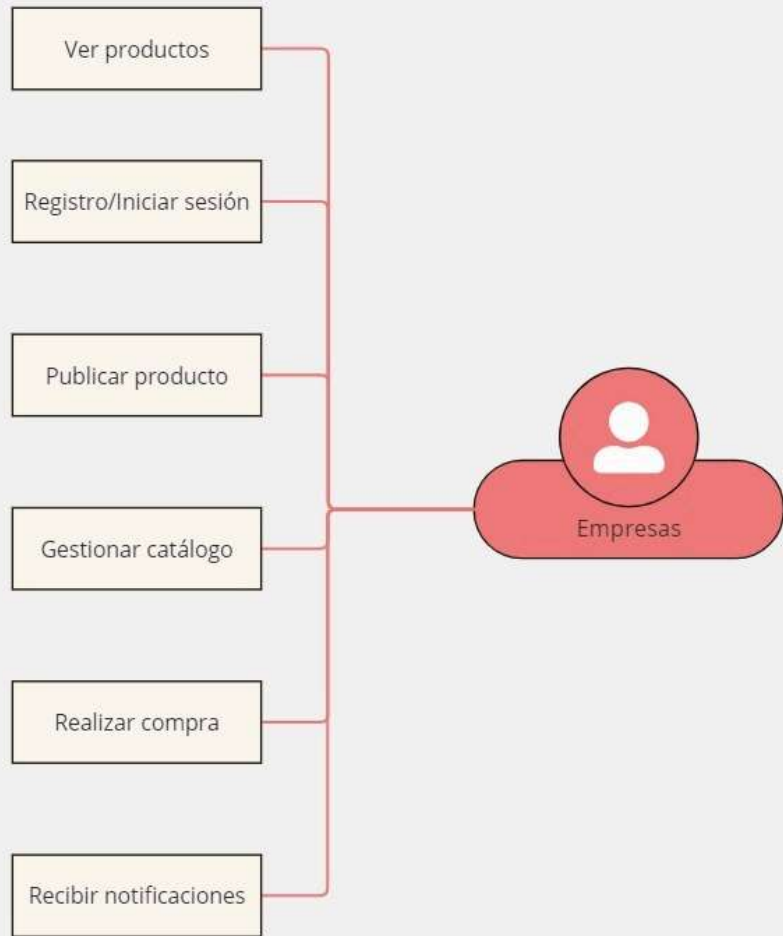 Ver productos
Registro/Iniciar sesión
Publicar producto
Gestionar catálogo
Realizar compra
Recibir notificaciones
Empresas